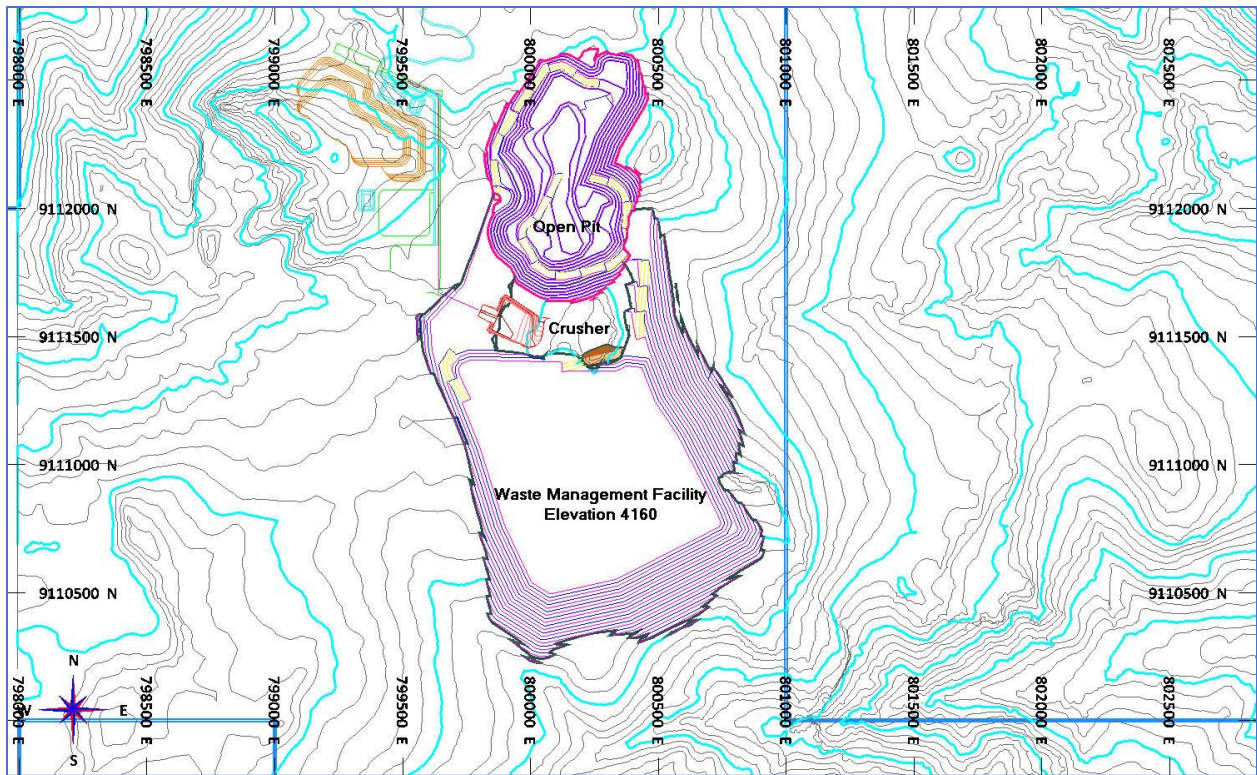 798000 E
798500 E
799000 E
799500 E
800000 E
800500 E
801000 E
801500 E
802000 E
802500 E
9112000 N
9112000 N
Open Pit
9111500 N
Crusher
9111500 N
9111000 N
9111000 N
Waste Management Facility
Elevation 4160
9110500 N
9110500 N
N
W
E
S
798000 E
798500 E
799000 E
799500 E
800000 E
800500 E
801000 E
801500 E
802000 E
802500 E